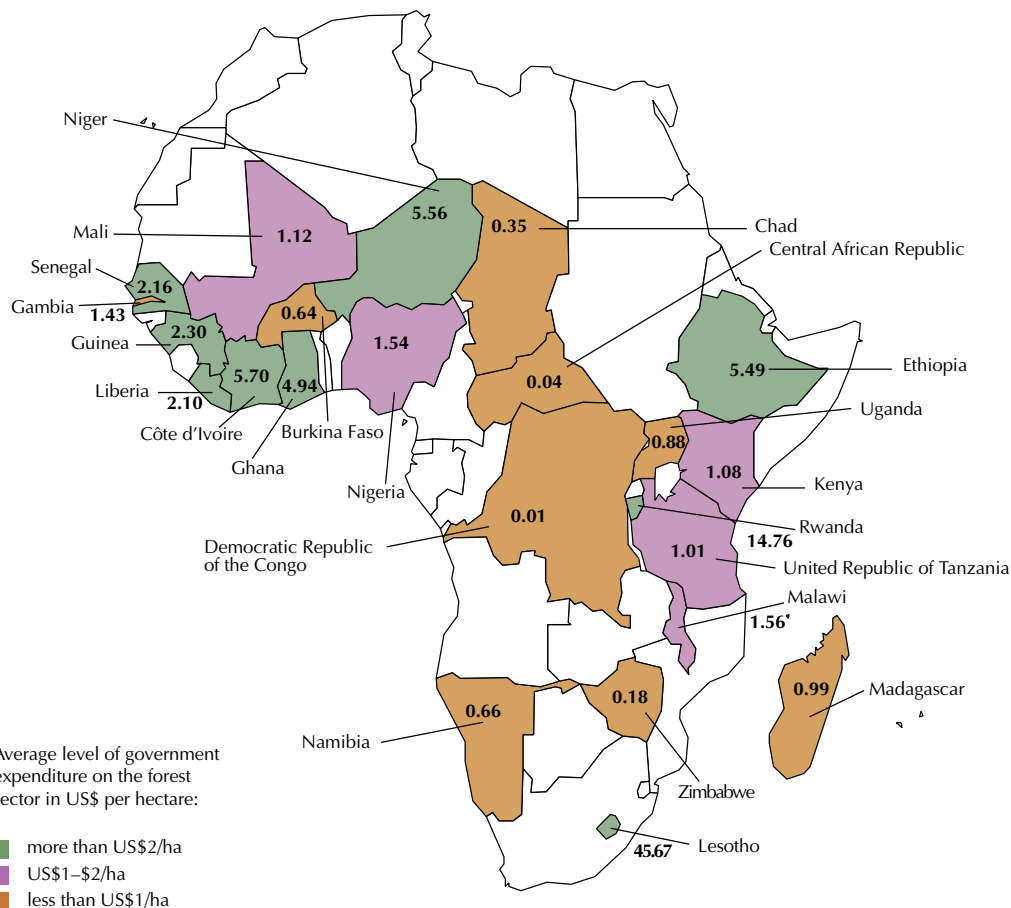 Niger
5.56
0.35
Chad
Mali
1.12
Central African Republic
Senegal
2.16
Gambia
1.43
0.64
Guinea
2.30
1.54
5.49
Ethiopia
0.04
Liberia
2.10
5.70
4.94
Uganda
0.88
Côte d’Ivoire
Burkina Faso
Ghana
1.08
Kenya
Nigeria
0.01
Rwanda
14.76
Democratic Republic
of the Congo
1.01
United Republic of Tanzania
Malawi
1.56
0.99
Madagascar
0.66
0.18
Namibia
Zimbabwe
Lesotho
45.67
Average level of government
expenditure on the forest
sector in US$ per hectare:
more than US$2/ha
US$1–$2/ha
less than US$1/ha